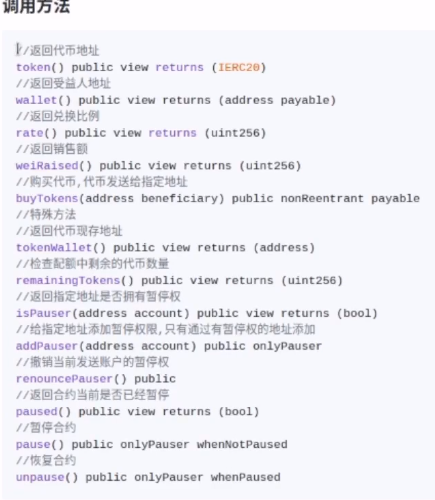 调用方法
//返回代币地址
token() public view returns (IERC20)
//返回受益人地址
wallet() public view returns (address payable)
//返回兑换比例
rate() public view returns (uint256)
//返回销售额
weiRaised() public view returns (uint256)
//购买代币,代币发送给指定地址
buyTokens(address beneficiary) public nonReentrant payable
//特殊方法
//返回代币现存地址
tokenWallet() public view returns (address)
//检查配额中剩余的代币数量
remainingTokens() public view returns (uint256)
//返回指定地址是否拥有暂停权
isPauser(address account) public view returns (bool)
//给指定地址添加暂停权限,只有通过有暂停权的地址添加
addPauser(address account) public onlyPauser
//撤销当前发送账户的暂停权
renouncePauser() public
//返回合约当前是否已经暂停
paused() public view returns (bool)
//暂停合约
pause() public onlyPauser whenNotPaused
//恢复合约
unpause() public onlyPauser whenPaused